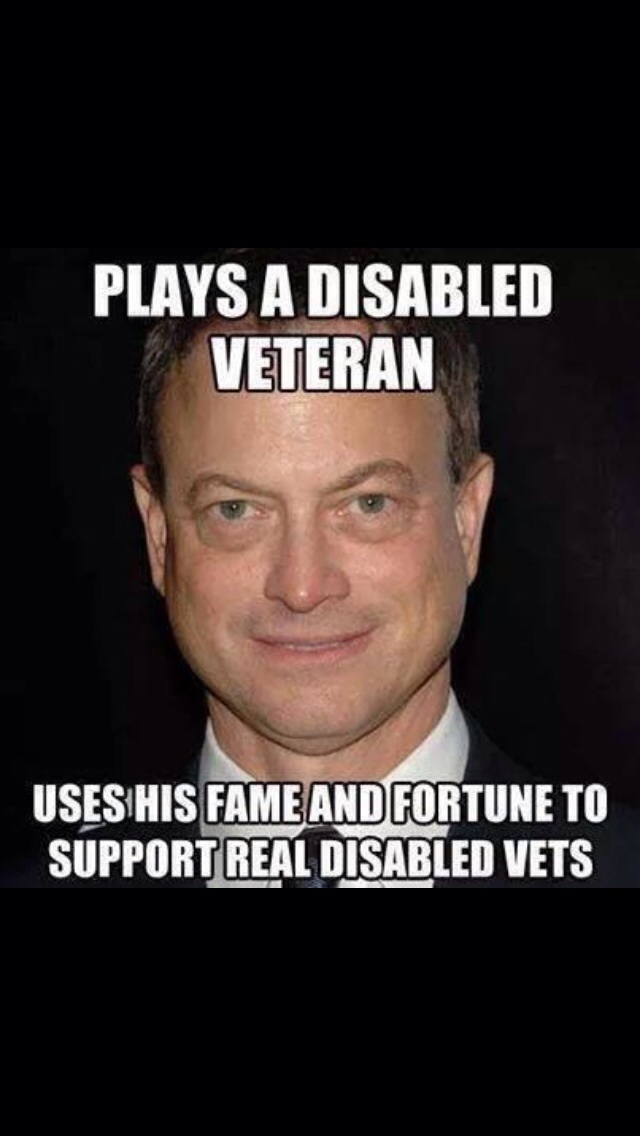 PLAYS A DISABLED
VETERAN
USES HIS FAME AND FORTUNE TO
SUPPORT REAL DISABLED VETS